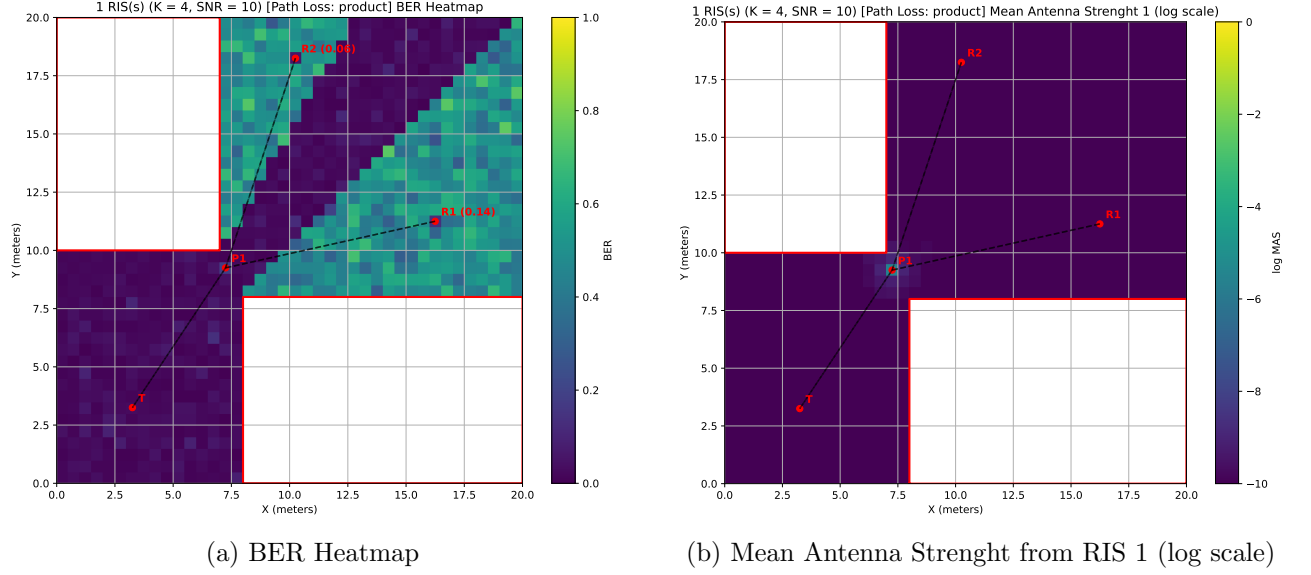 1 RIS(s) (K = 4, SNR = 10) [Path Loss: product] BER Heatmap
20.0
17.5
15.0
12.5
10.0
7.5
5.0
2.5
0.0
Y (meters)
R2 (0.06)
R1 (0.14)
P1
T
0.0 2.5 5.0 7.5 10.0 12.5 15.0 17.5 20.0
X (meters)
1.0
0.8
0.6
0.4
0.2
0.0
BER
(a) BER Heatmap
1 RIS(s) (K = 4, SNR = 10) [Path Loss: product] Mean Antenna Strenght 1 (log scale)
20.0
17.5
15.0
12.5
10.0
7.5
5.0
2.5
0.0
Y (meters)
R2
R1
P1
T
0.0 2.5 5.0 7.5 10.0 12.5 15.0 17.5 20.0
X (meters)
0
−2
−4
−6
−8
−10
log MAS
(b) Mean Antenna Strenght from RIS 1 (log scale)